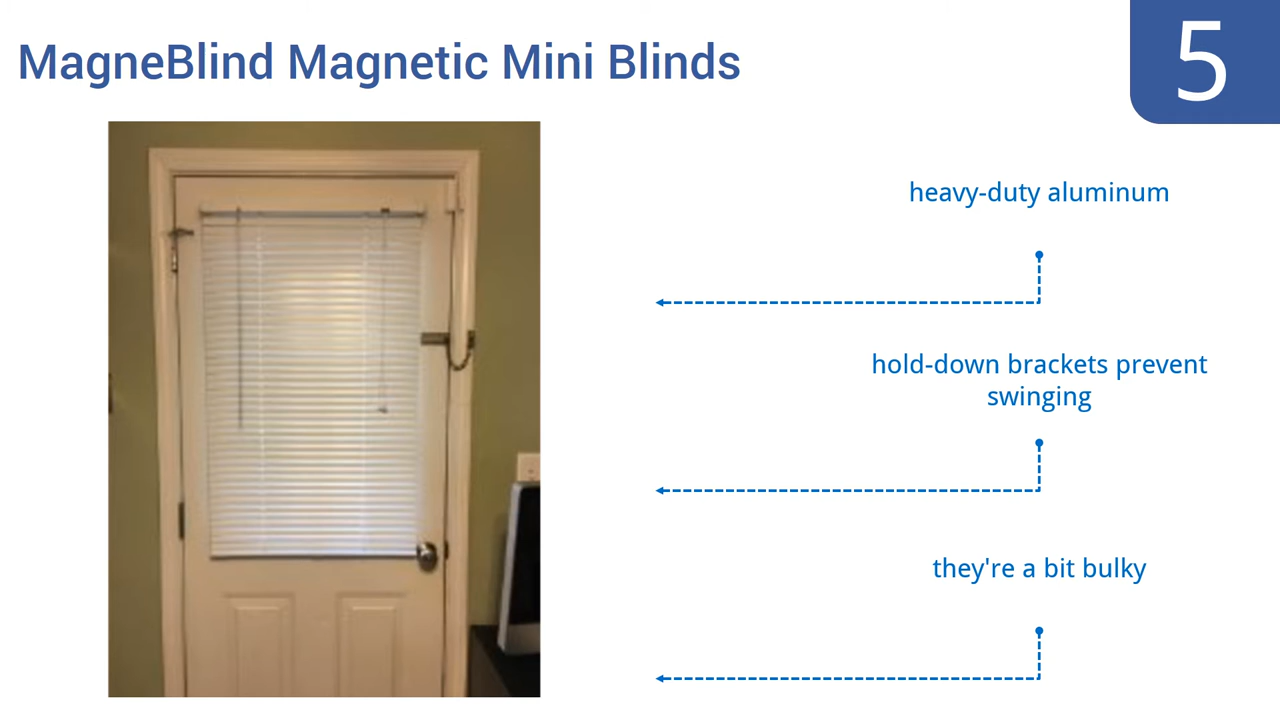 MagneBlind Magnetic Mini Blinds
5
heavy-duty aluminum
hold-down brackets prevent
swinging
they're a bit bulky